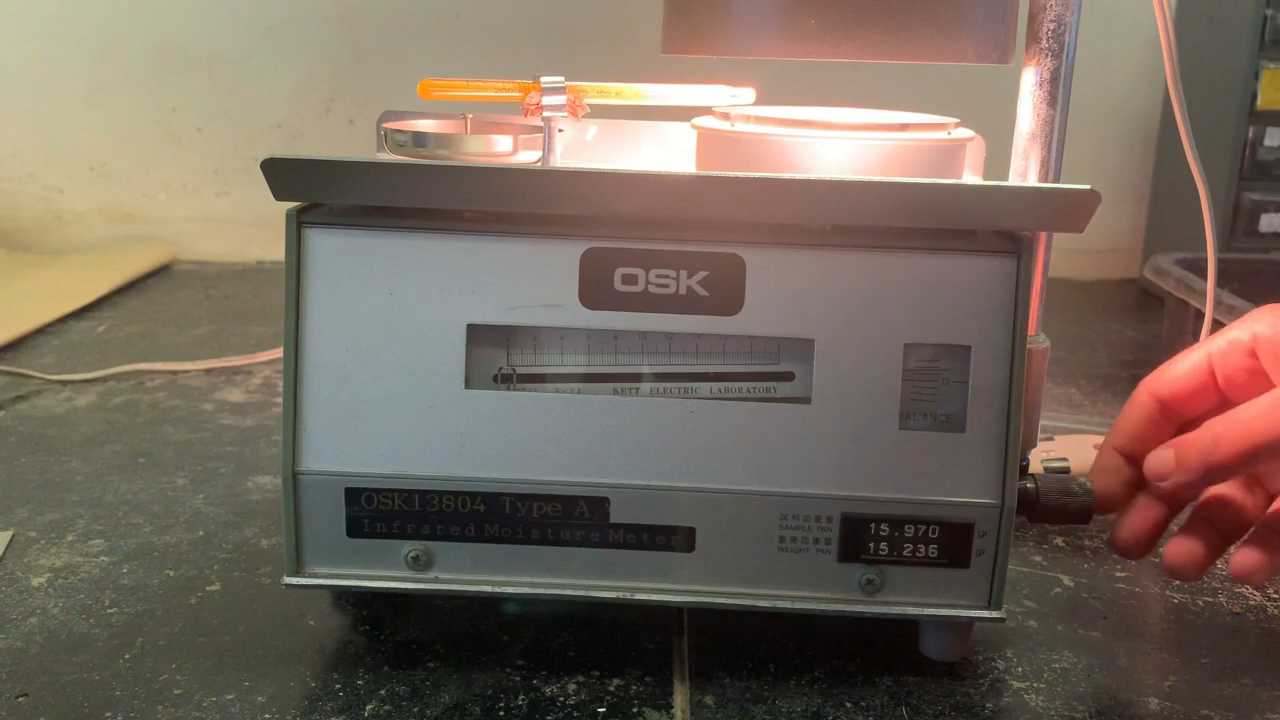 OSK
KETT ELECTRIC LABORATORY
0
BALANCE
OSK13804 Type A
Infrared Moisture Meter
SAMPLE PAN
15.970 gr
WEIGHT PAN
15.236 gr